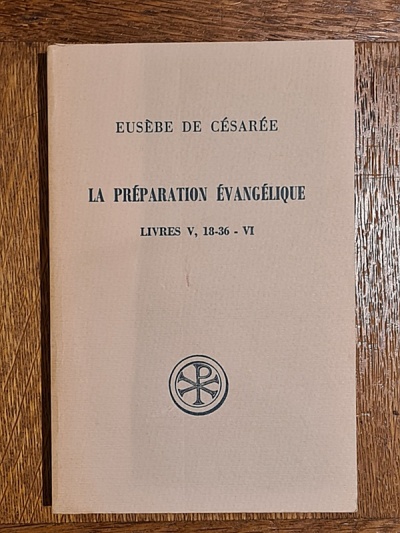 EUSÈBE DE CÉSARÉE
LA PRÉPARATION ÉVANGÉLIQUE
LIVRES V, 18-36 - VI